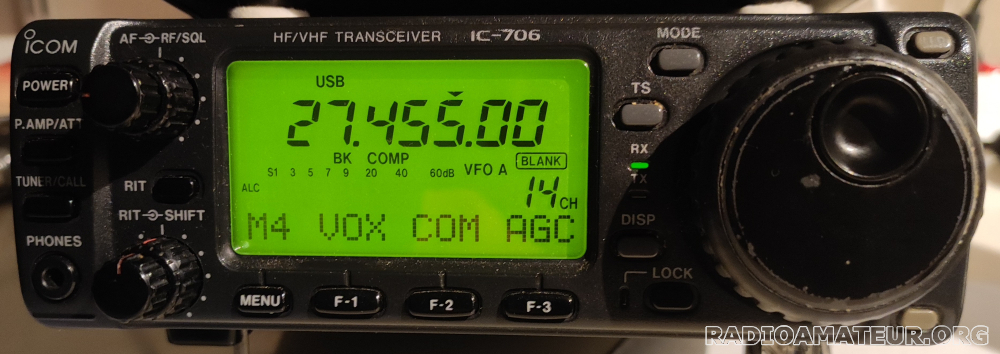 ICOM
AF RF/SQL
HF/VHF TRANSCEIVER IC-706
MODE
POWER
P.AMP/ATT
TUNER/CALL
RIT
RIT SHIFT
PHONES
USB
27.455.00
BK COMP
S1 3 5 7 9 20 40 60dB
VFO A BLANK
ALC
14 CH
M4 VOX COM AGC
MENU F-1 F-2 F-3
TS
RX
TX
DISP
LOCK
RADIOAMATEUR.ORG